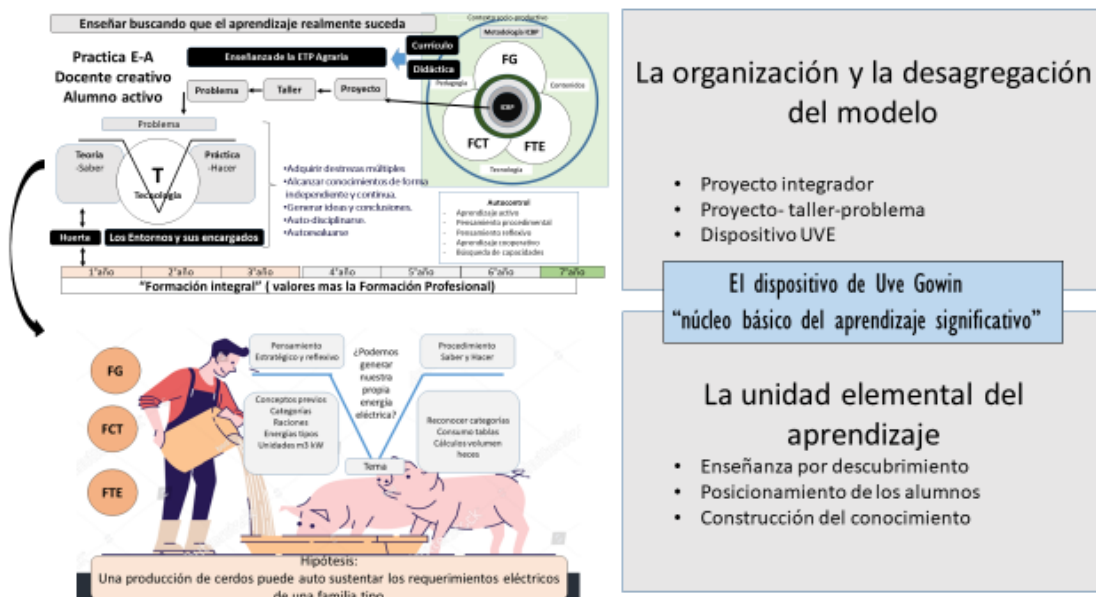 Enseñar buscando que el aprendizaje realmente suceda
Practica E-A
Docente creativo
Alumno activo
Enseñanza de la ETP Agraria
Currículo
Didáctica
Problema
Taller
Proyecto
Contexto socio productivo
Metodología ICBP
FG
Pedagogía
Contenidos
ICBP
FCT
FTE
Tecnología
Problema
Teoría
-Saber
T
Tecnología
Práctica
-Hacer
•Adquirir destrezas múltiples
•Alcanzar conocimientos de forma
independiente y continua.
•Generar ideas y conclusiones.
•Auto-disciplinarse.
•Autoevaluarse
Autocontrol
- Aprendizaje activo
- Pensamiento procedimental
- Pensamiento reflexivo
- Aprendizaje cooperativo
- Búsqueda de capacidades
Huerta
Los Entornos y sus encargados
1°año
2°año
3°año
4°año
5°año
6°año
7°año
“Formación integral” ( valores mas la Formación Profesional)
FG
FCT
FTE
Pensamiento
Estratégico y reflexivo
¿Podemos
generar
nuestra
propia
energía
eléctrica?
Procedimiento
Saber y Hacer
Conceptos previos
Categorías
Raciones
Energías tipos
Unidades m3 kW
Reconocer categorías
Consumo tablas
Cálculos volumen
heces
Tema
Hipótesis:
Una producción de cerdos puede auto sustentar los requerimientos eléctricos
de una familia tipo
La organización y la desagregación
del modelo
• Proyecto integrador
• Proyecto- taller-problema
• Dispositivo UVE
El dispositivo de Uve Gowin
“núcleo básico del aprendizaje significativo”
La unidad elemental del
aprendizaje
• Enseñanza por descubrimiento
• Posicionamiento de los alumnos
• Construcción del conocimiento